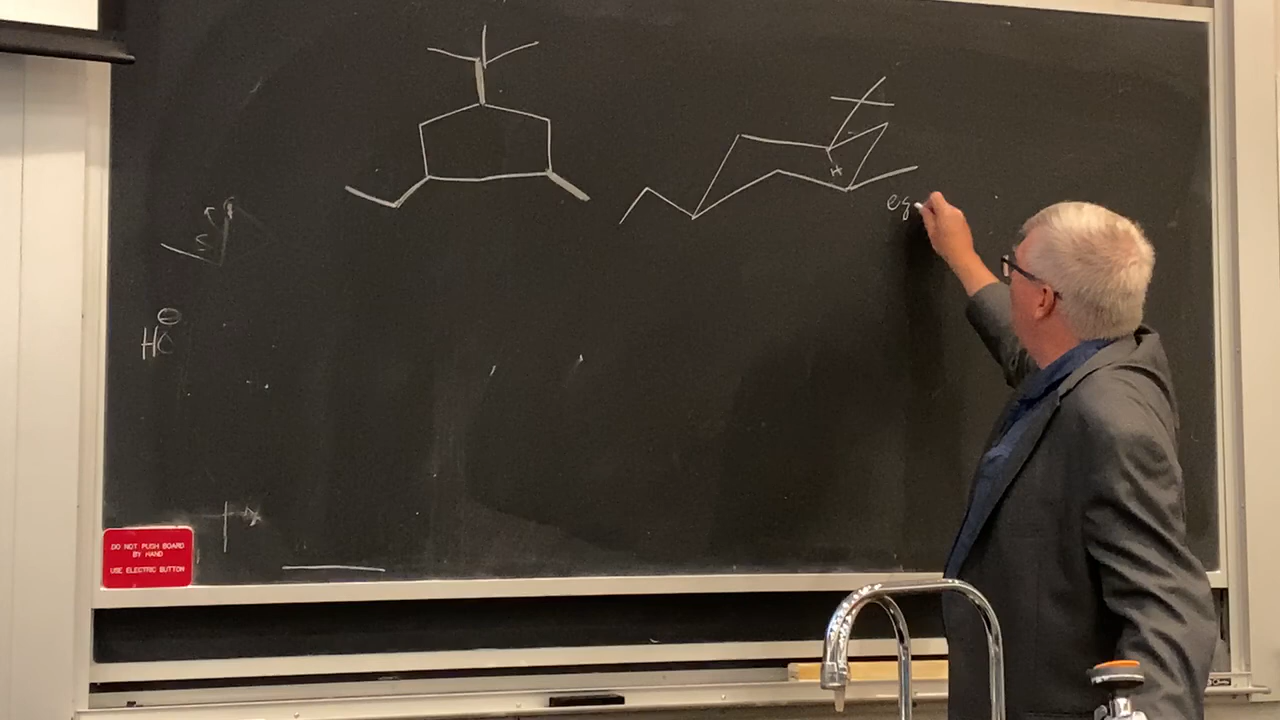 H
eq
HO
⊖
DO NOT PUSH BOARD
BY HAND
USE ELECTRIC BUTTON